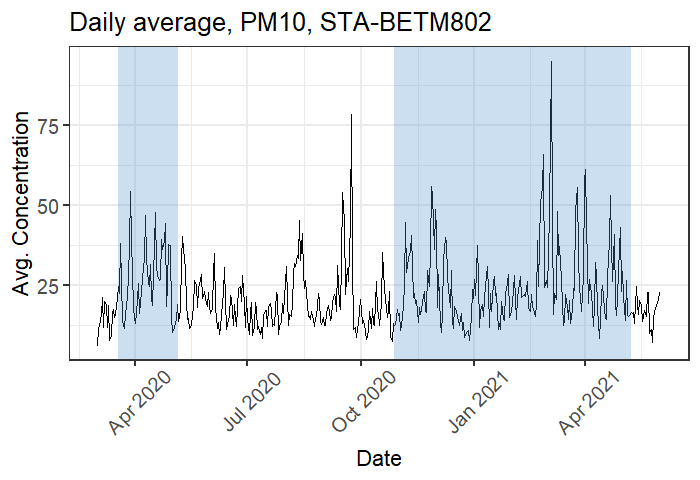 Daily average, PM10, STA-BETM802
Avg. Concentration
75
50
25
Apr 2020
Jul 2020
Oct 2020
Jan 2021
Apr 2021
Date